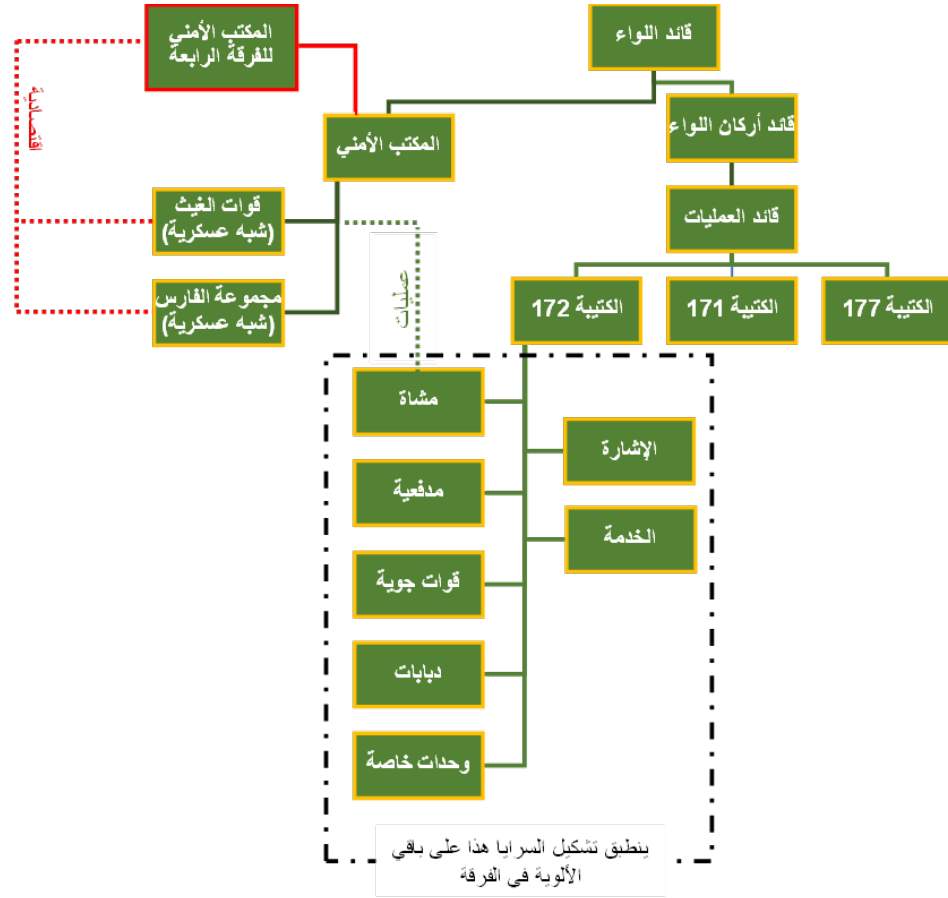 قائد اللواء
المكتب الأمني
للفرقة الرابعة
قائد أركان اللواء
المكتب الأمني
اقتصادية
قائد العمليات
قوات الغيث
(شبه عسكرية)
عمليات
مجموعة الفارس
(شبه عسكرية)
الكتيبة 177
الكتيبة 171
الكتيبة 172
مشاة
الإشارة
مدفعية
الخدمة
قوات جوية
دبابات
وحدات خاصة
ينطبق تشكيل السرايا هذا على باقي
الألوية في الفرقة